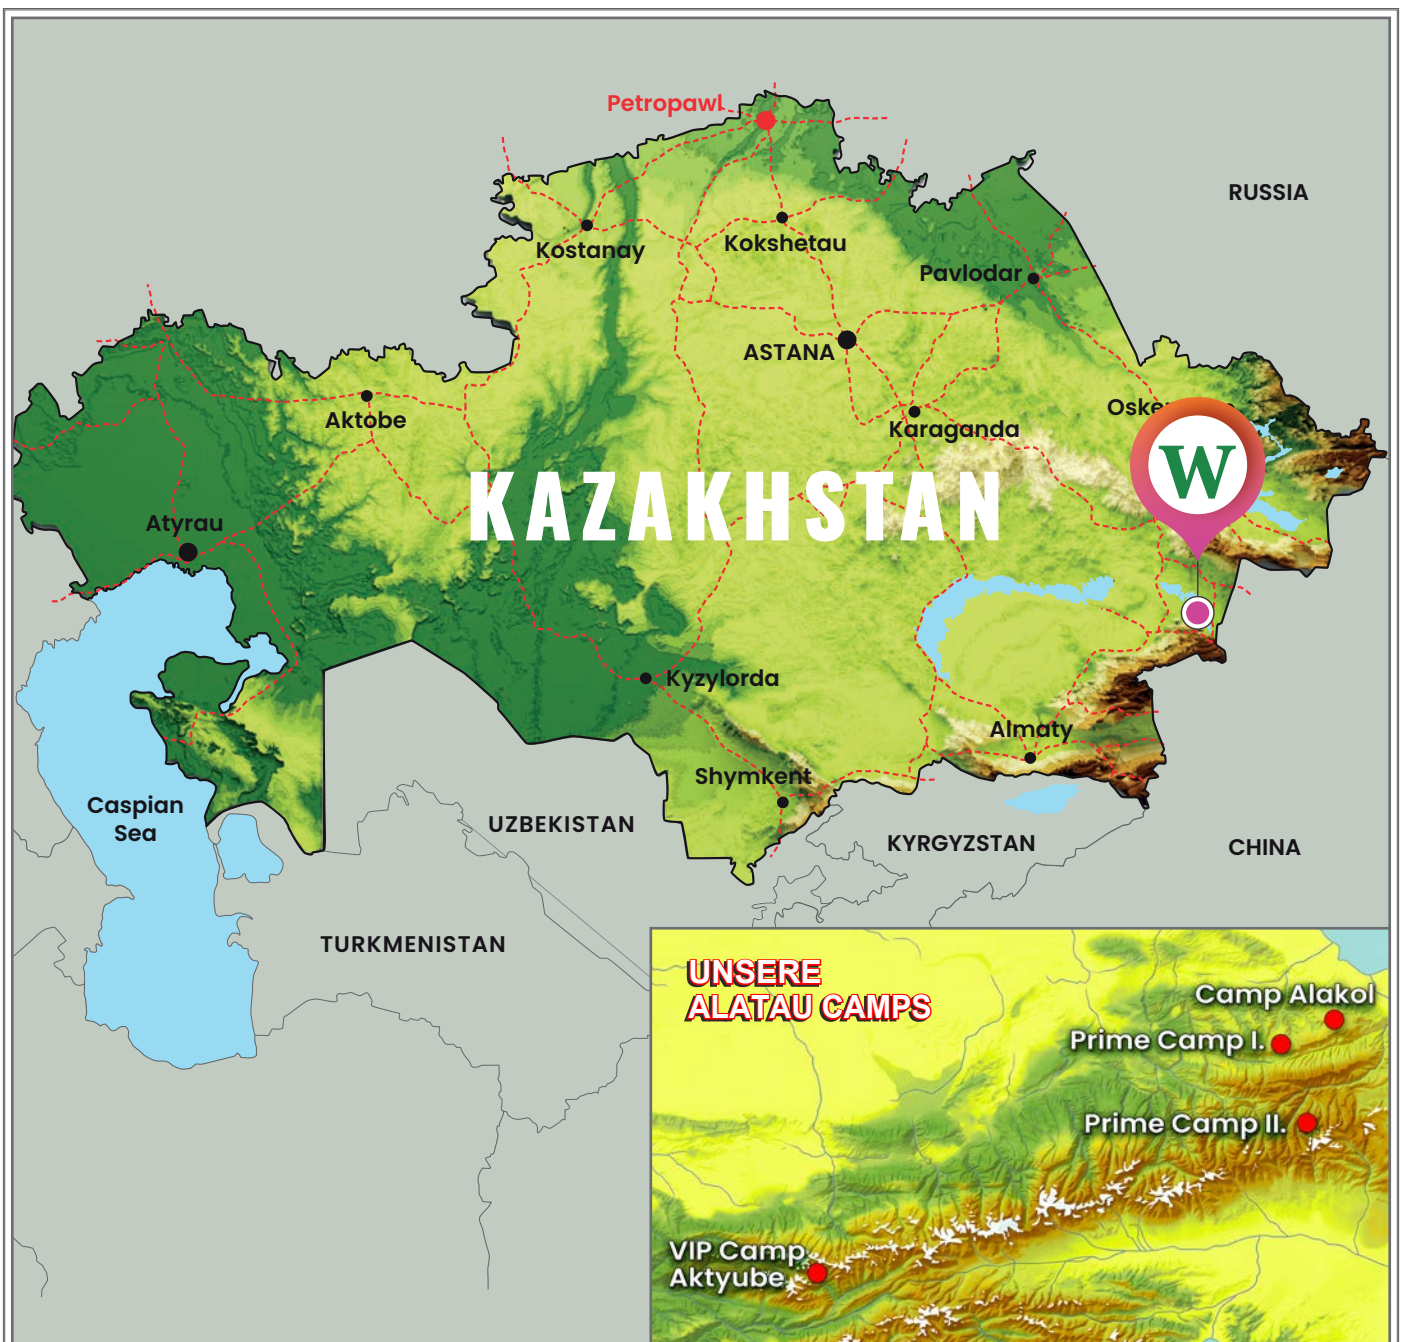 Petropawl
RUSSIA
Kostanay
Kokshetau
Pavlodar
ASTANA
Aktobe
Karaganda
W
KAZAKHSTAN
Atyrau
Kyzylorda
Almaty
Shymkent
Caspian
Sea
UZBEKISTAN
KYRGYZSTAN
CHINA
TURKMENISTAN
UNSERE
ALATAU CAMPS
Camp Alakol
Prime Camp I.
Prime Camp II.
VIP Camp
Aktyube